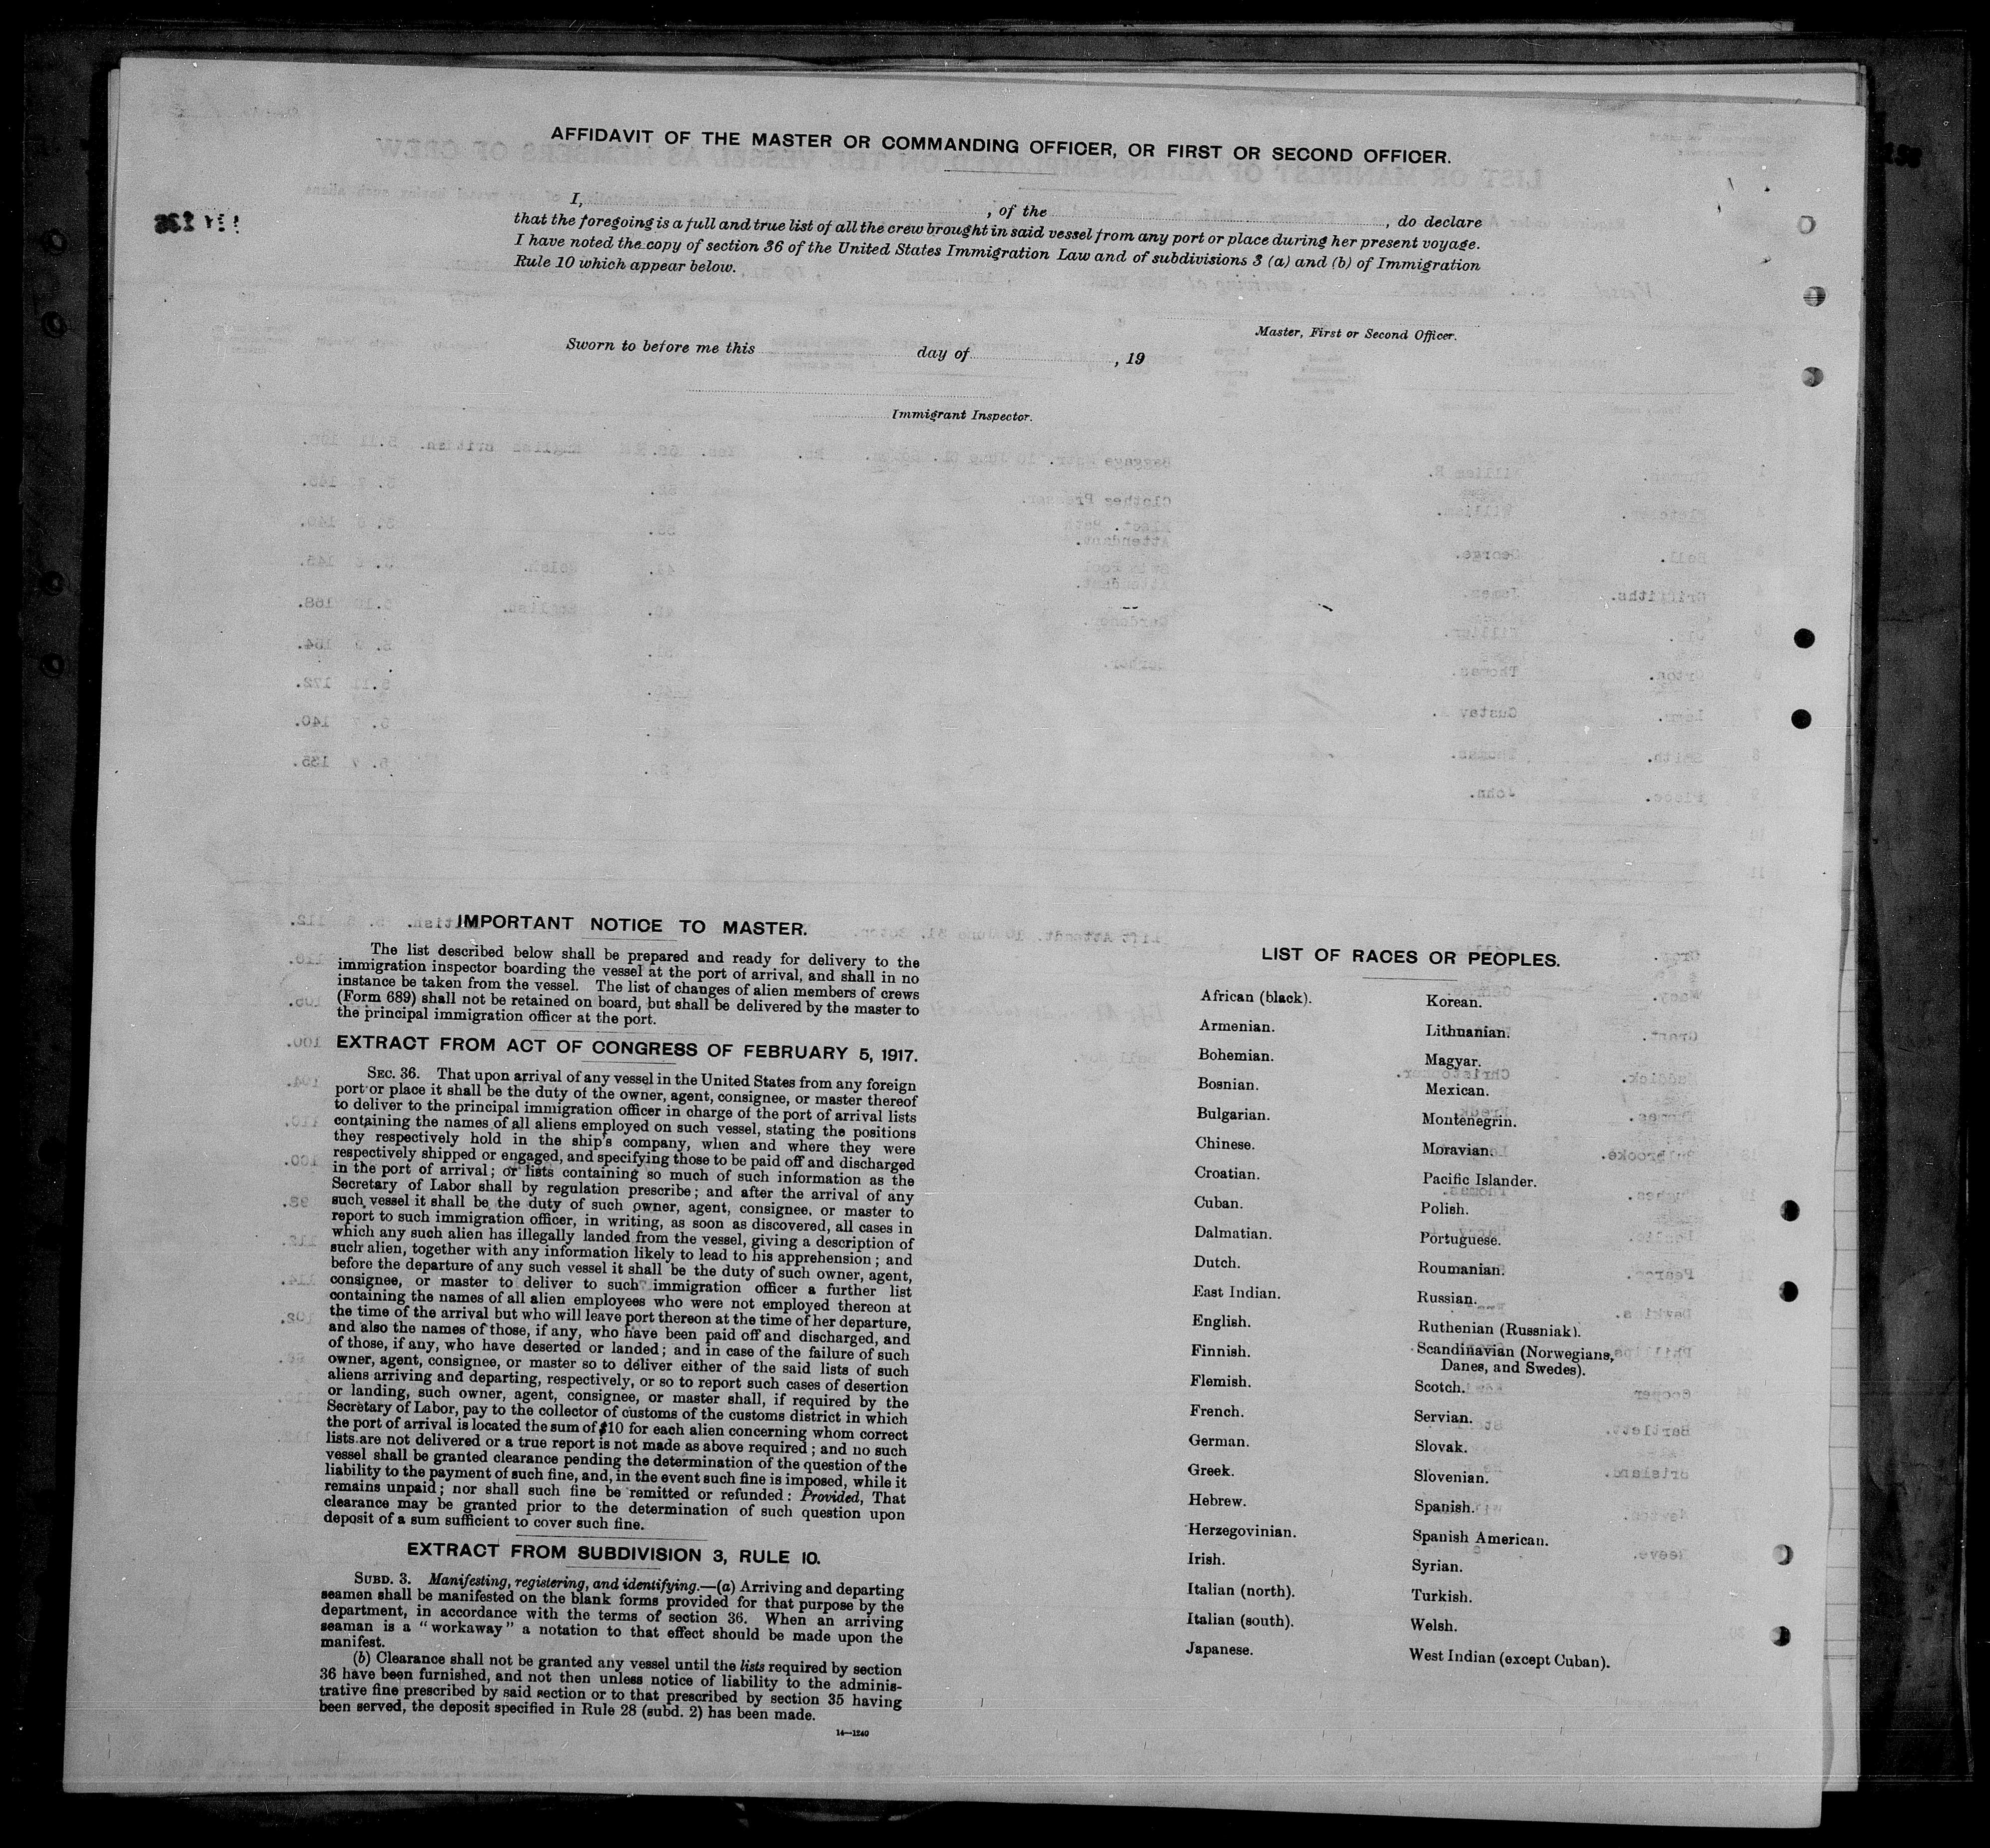 AFFIDAVIT OF THE MASTER OR COMMANDING OFFICER, OR FIRST OR SECOND OFFICER.
I, , of the , do declare
that the foregoing is a full and true list of all the crew brought in said vessel from any port or place during her present voyage.
I have noted the copy of section 36 of the United States Immigration Law and of subdivisions 3 (a) and (b) of Immigration
Rule 10 which appear below.
Master, First or Second Officer.
Sworn to before me this day of , 19
Immigrant Inspector.
IMPORTANT NOTICE TO MASTER.
The list described below shall be prepared and ready for delivery to the
immigration inspector boarding the vessel at the port of arrival, and shall in no
instance be taken from the vessel. The list of changes of alien members of crews
(Form 689) shall not be retained on board, but shall be delivered by the master to
the principal immigration officer at the port.
EXTRACT FROM ACT OF CONGRESS OF FEBRUARY 5, 1917.
SEC. 36. That upon arrival of any vessel in the United States from any foreign
port or place it shall be the duty of the owner, agent, consignee, or master thereof
to deliver to the principal immigration officer in charge of the port of arrival lists
containing the names of all aliens employed on such vessel, stating the positions
they respectively hold in the ship's company, when and where they were
respectively shipped or engaged, and specifying those to be paid off and discharged
in the port of arrival; or lists containing so much of such information as the
Secretary of Labor shall by regulation prescribe; and after the arrival of any
such vessel it shall be the duty of such owner, agent, consignee, or master to
report to such immigration officer, in writing, as soon as discovered, all cases in
which any such alien has illegally landed from the vessel, giving a description of
such alien, together with any information likely to lead to his apprehension; and
before the departure of any such vessel it shall be the duty of such owner, agent,
consignee, or master to deliver to such immigration officer a further list
containing the names of all alien employees who were not employed thereon at
the time of the arrival but who will leave port thereon at the time of her departure,
and also the names of those, if any, who have been paid off and discharged, and
of those, if any, who have deserted or landed; and in case of the failure of such
owner, agent, consignee, or master so to deliver either of the said lists of such
aliens arriving and departing, respectively, or so to report such cases of desertion
or landing, such owner, agent, consignee, or master shall, if required by the
Secretary of Labor, pay to the collector of customs of the customs district in which
the port of arrival is located the sum of $10 for each alien concerning whom correct
lists are not delivered or a true report is not made as above required; and no such
vessel shall be granted clearance pending the determination of the question of the
liability to the payment of such fine, and, in the event such fine is imposed, while it
remains unpaid; nor shall such fine be remitted or refunded: Provided, That
clearance may be granted prior to the determination of such question upon
deposit of a sum sufficient to cover such fine.
EXTRACT FROM SUBDIVISION 3, RULE 10.
SUBD. 3. Manifesting, registering, and identifying.—(a) Arriving and departing
seamen shall be manifested on the blank forms provided for that purpose by the
department, in accordance with the terms of section 36. When an arriving
seaman is a "workaway" a notation to that effect should be made upon the
manifest.
(b) Clearance shall not be granted any vessel until the lists required by section
36 have been furnished, and not then unless notice of liability to the adminis-
trative fine prescribed by said section or to that prescribed by section 35 having
been served, the deposit specified in Rule 28 (subd. 2) has been made.
14—1240
LIST OF RACES OR PEOPLES.
African (black).
Armenian.
Bohemian.
Bosnian.
Bulgarian.
Chinese.
Croatian.
Cuban.
Dalmatian.
Dutch.
East Indian.
English.
Finnish.
Flemish.
French.
German.
Greek.
Hebrew.
Herzegovinian.
Irish.
Italian (north).
Italian (south).
Japanese.
Korean.
Lithuanian.
Magyar.
Mexican.
Montenegrin.
Moravian.
Pacific Islander.
Polish.
Portuguese.
Roumanian.
Russian.
Ruthenian (Russniak).
Scandinavian (Norwegians,
Danes, and Swedes).
Scotch.
Servian.
Slovak.
Slovenian.
Spanish.
Spanish American.
Syrian.
Turkish.
Welsh.
West Indian (except Cuban).